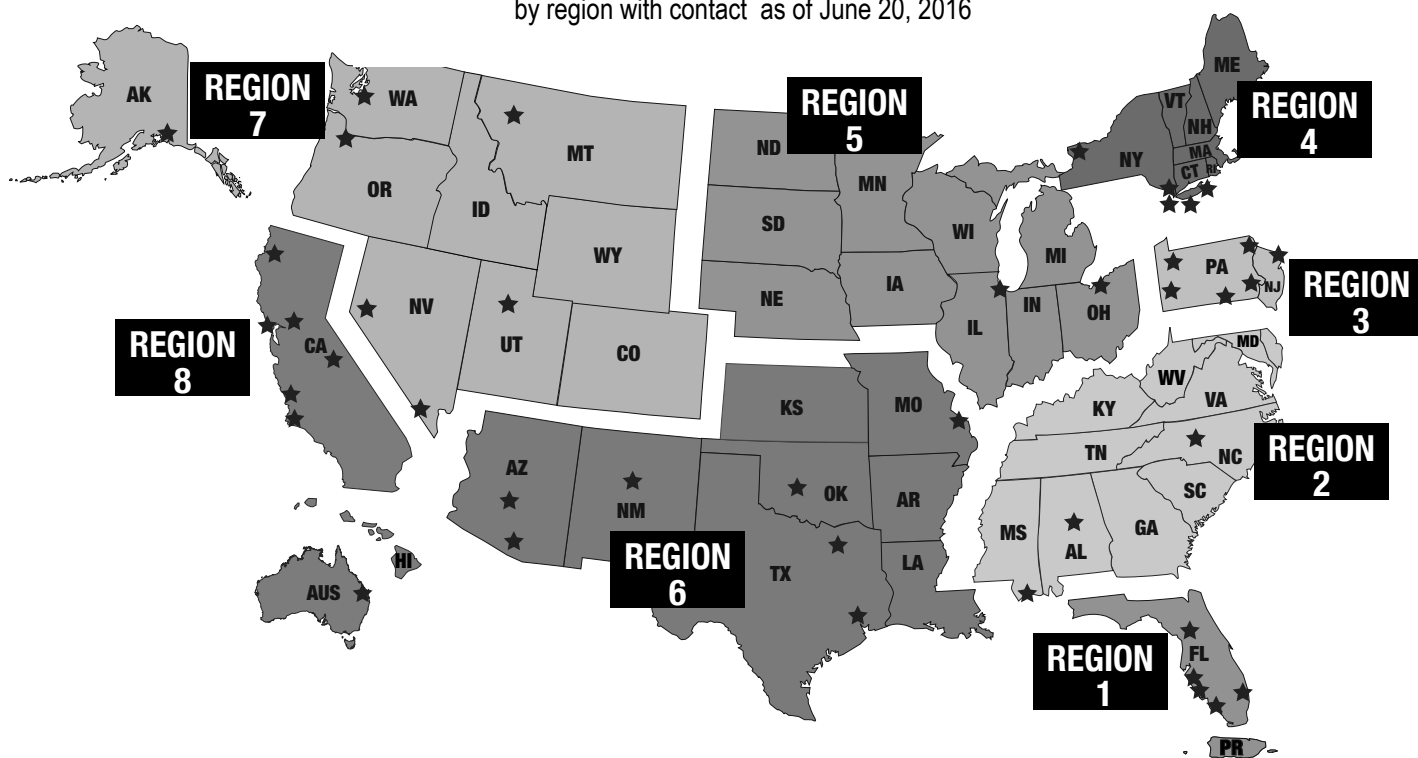 by region with contact as of June 20, 2016
AK
REGION
7
WA
MT
OR
ID
WY
NV
UT
CO
REGION
5
ND
MN
SD
WI
MI
NE
IA
IL
IN
OH
ME
VT
NH
NY
MA
CT
RI
REGION
4
PA
NJ
REGION
3
MD
WV
VA
KY
TN
NC
SC
MS
AL
GA
REGION
2
REGION
8
CA
HI
AUS
KS
MO
AZ
NM
OK
AR
TX
LA
REGION
6
REGION
1
FL
PR